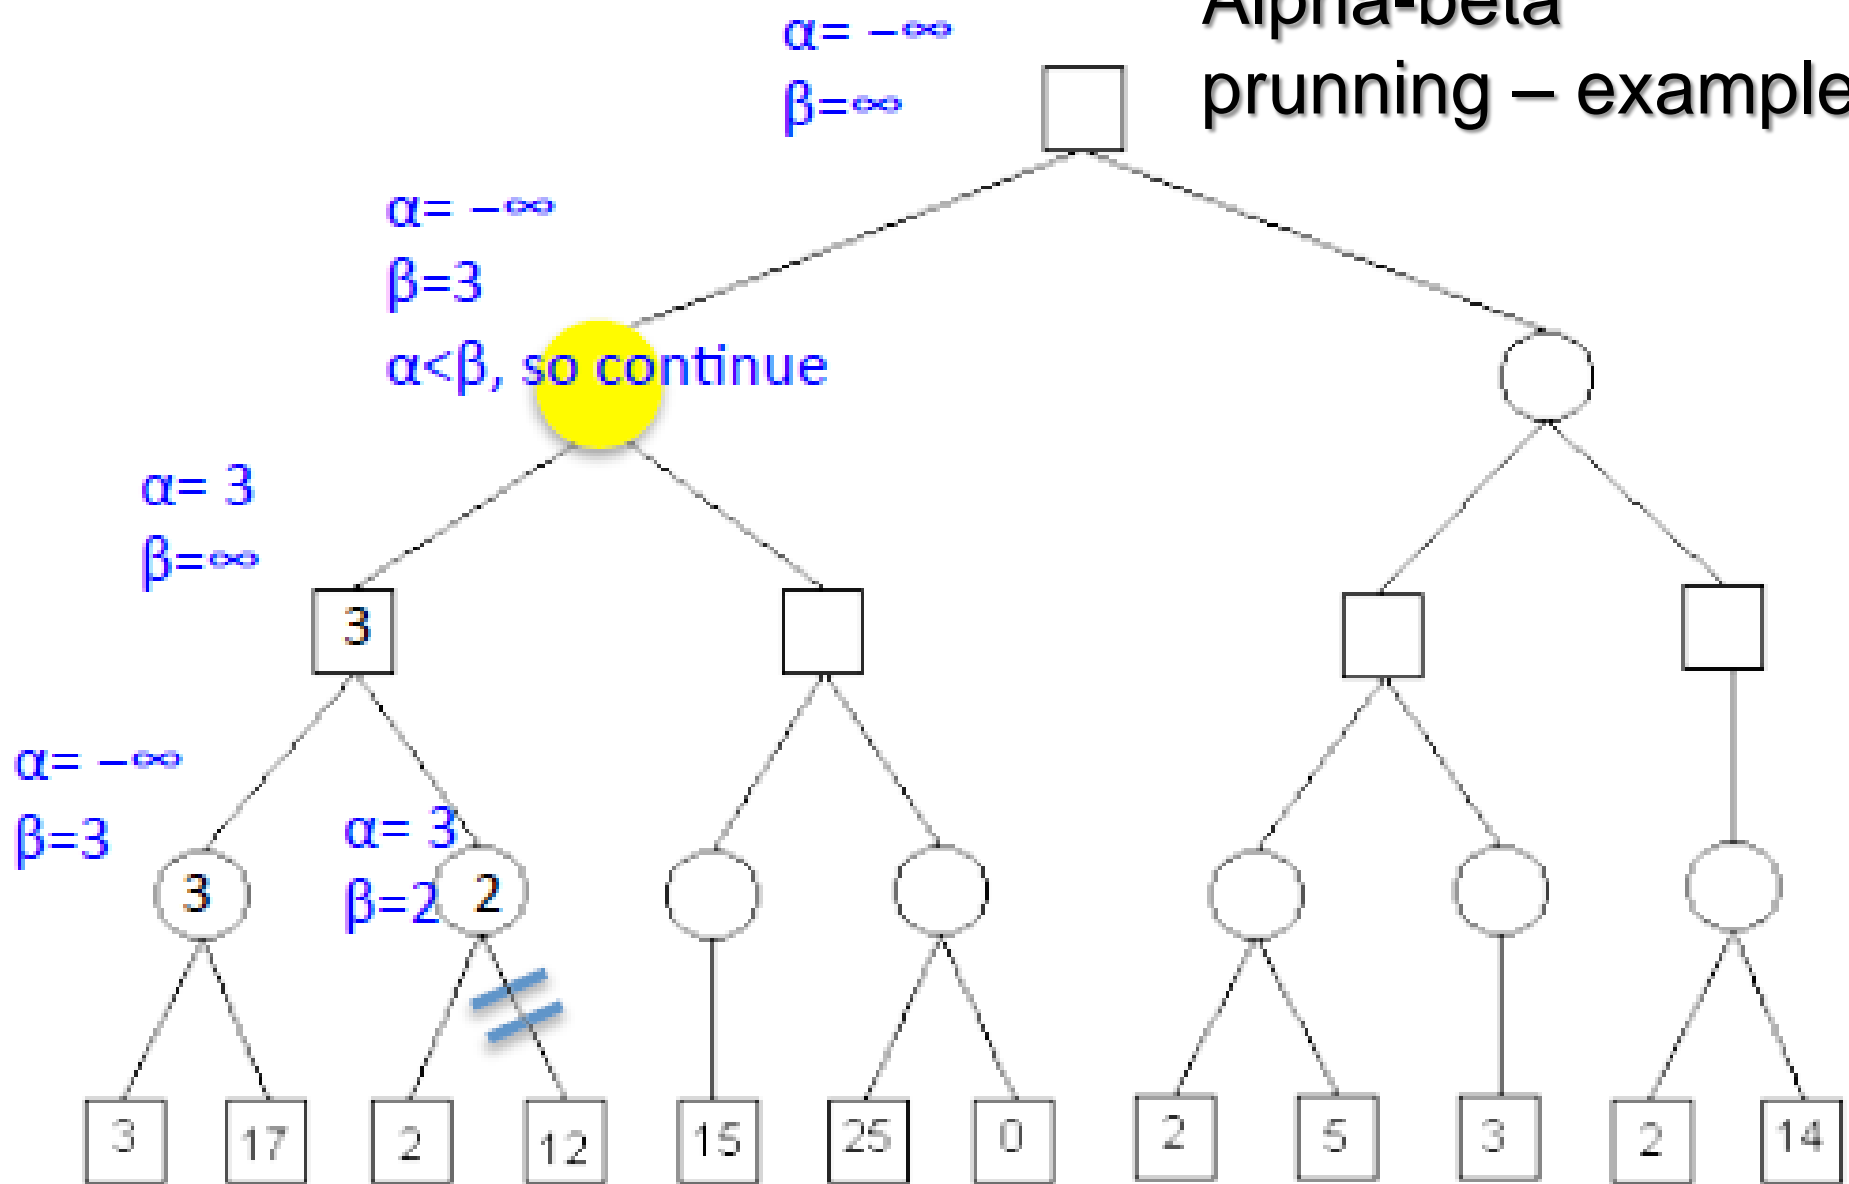 Alpha-beta
prunning – example
α= −∞
β=∞
α= −∞
β=3
α<β, so continue
α= 3
β=∞
3
α= −∞
β=3
α= 3
β=2
3
2
3
17
2
12
15
25
0
2
5
3
2
14